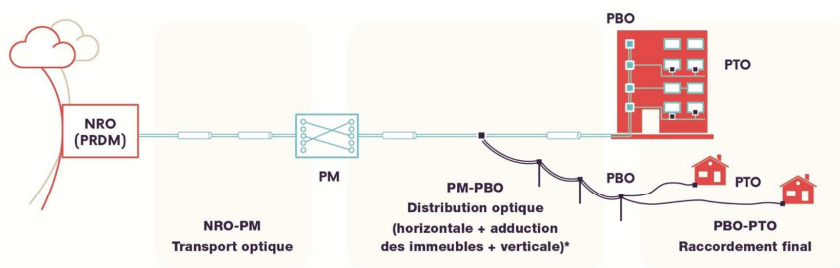 PBO
PTO
NRO
(PRDM)
PM
NRO-PM
Transport optique
PM-PBO
Distribution optique
(horizontale + adduction
des immeubles + verticale)*
PBO
PTO
PBO-PTO
Raccordement final